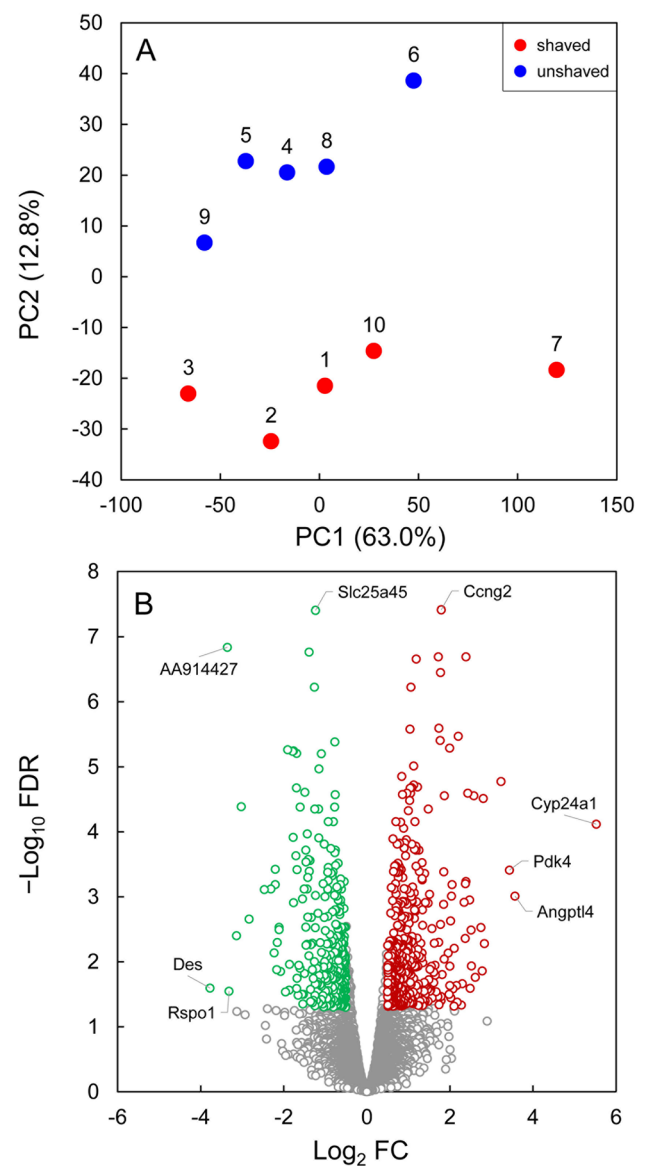 50
A
6
shaved
unshaved
40
30
5
4
8
20
9
10
PC2 (12.8%)
0
-10
10
3
1
7
-20
2
-30
-40
-100
-50
0
50
100
150
PC1 (63.0%)
8
B
Slc25a45
Ccng2
7
AA914427
6
5
−Log10 FDR
Cyp24a1
4
Pdk4
3
Angptl4
2
Des
Rspo1
1
0
-6
-4
-2
0
2
4
6
Log2 FC